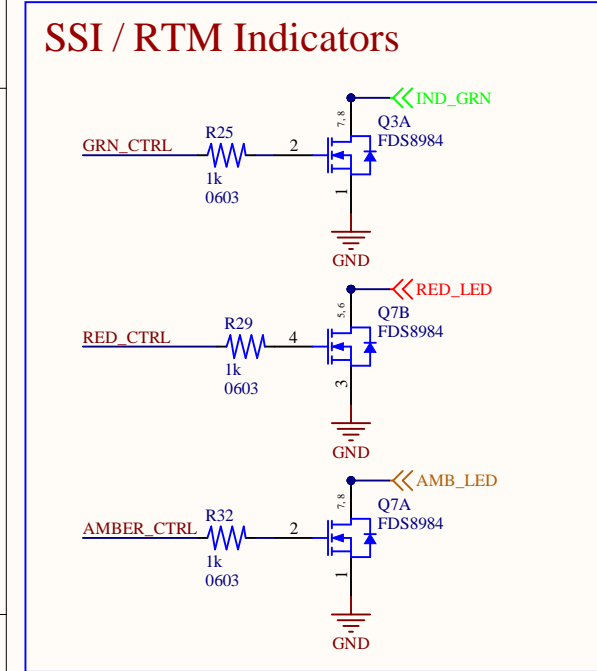 SSI / RTM Indicators
IND_GRN
7, 8
Q3A
FDS8984
R25
GRN_CTRL
2
1k
0603
1
GND
RED_LED
5, 6
Q7B
FDS8984
R29
RED_CTRL
4
1k
0603
3
GND
AMB_LED
7, 8
Q7A
FDS8984
R32
AMBER_CTRL
2
1k
0603
1
GND